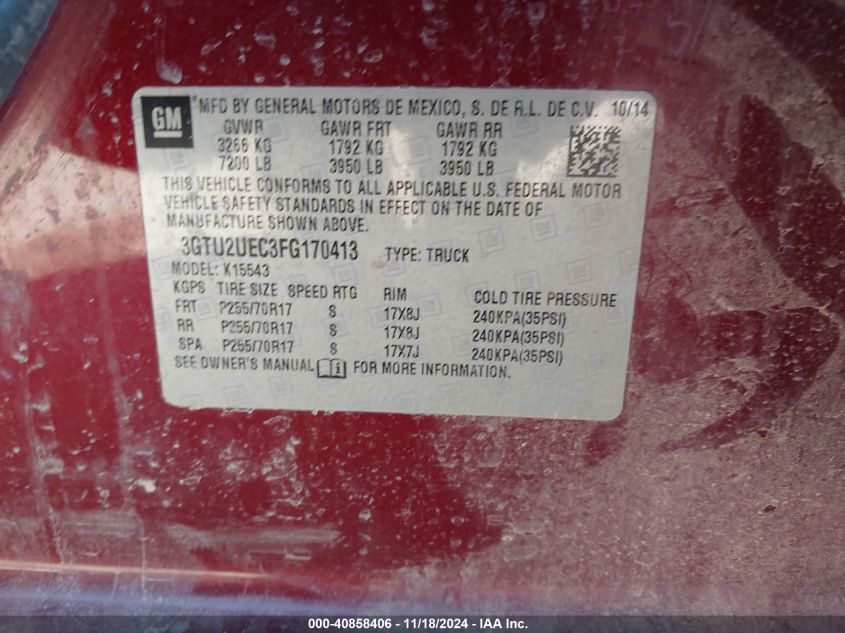 GM
MFD BY GENERAL MOTORS DE MEXICO, S. DE R.L. DE C.V. 10/14
GVWR GAWR FRT GAWR RR
3266 KG 1792 KG 1792 KG
7200 LB 3950 LB 3950 LB
THIS VEHICLE CONFORMS TO ALL APPLICABLE U.S. FEDERAL MOTOR
VEHICLE SAFETY STANDARDS IN EFFECT ON THE DATE OF
MANUFACTURE SHOWN ABOVE.
3GTU2UEC3FG170413 TYPE: TRUCK
MODEL: K15543
KGPS TIRE SIZE SPEED RTG RIM COLD TIRE PRESSURE
FRT P255/70R17 S 17X8J 240KPA(35PSI)
RR P255/70R17 S 17X8J 240KPA(35PSI)
SPA P255/70R17 S 17X7J 240KPA(35PSI)
SEE OWNER'S MANUAL FOR MORE INFORMATION.
000-40858406 - 11/18/2024 - IAA Inc.